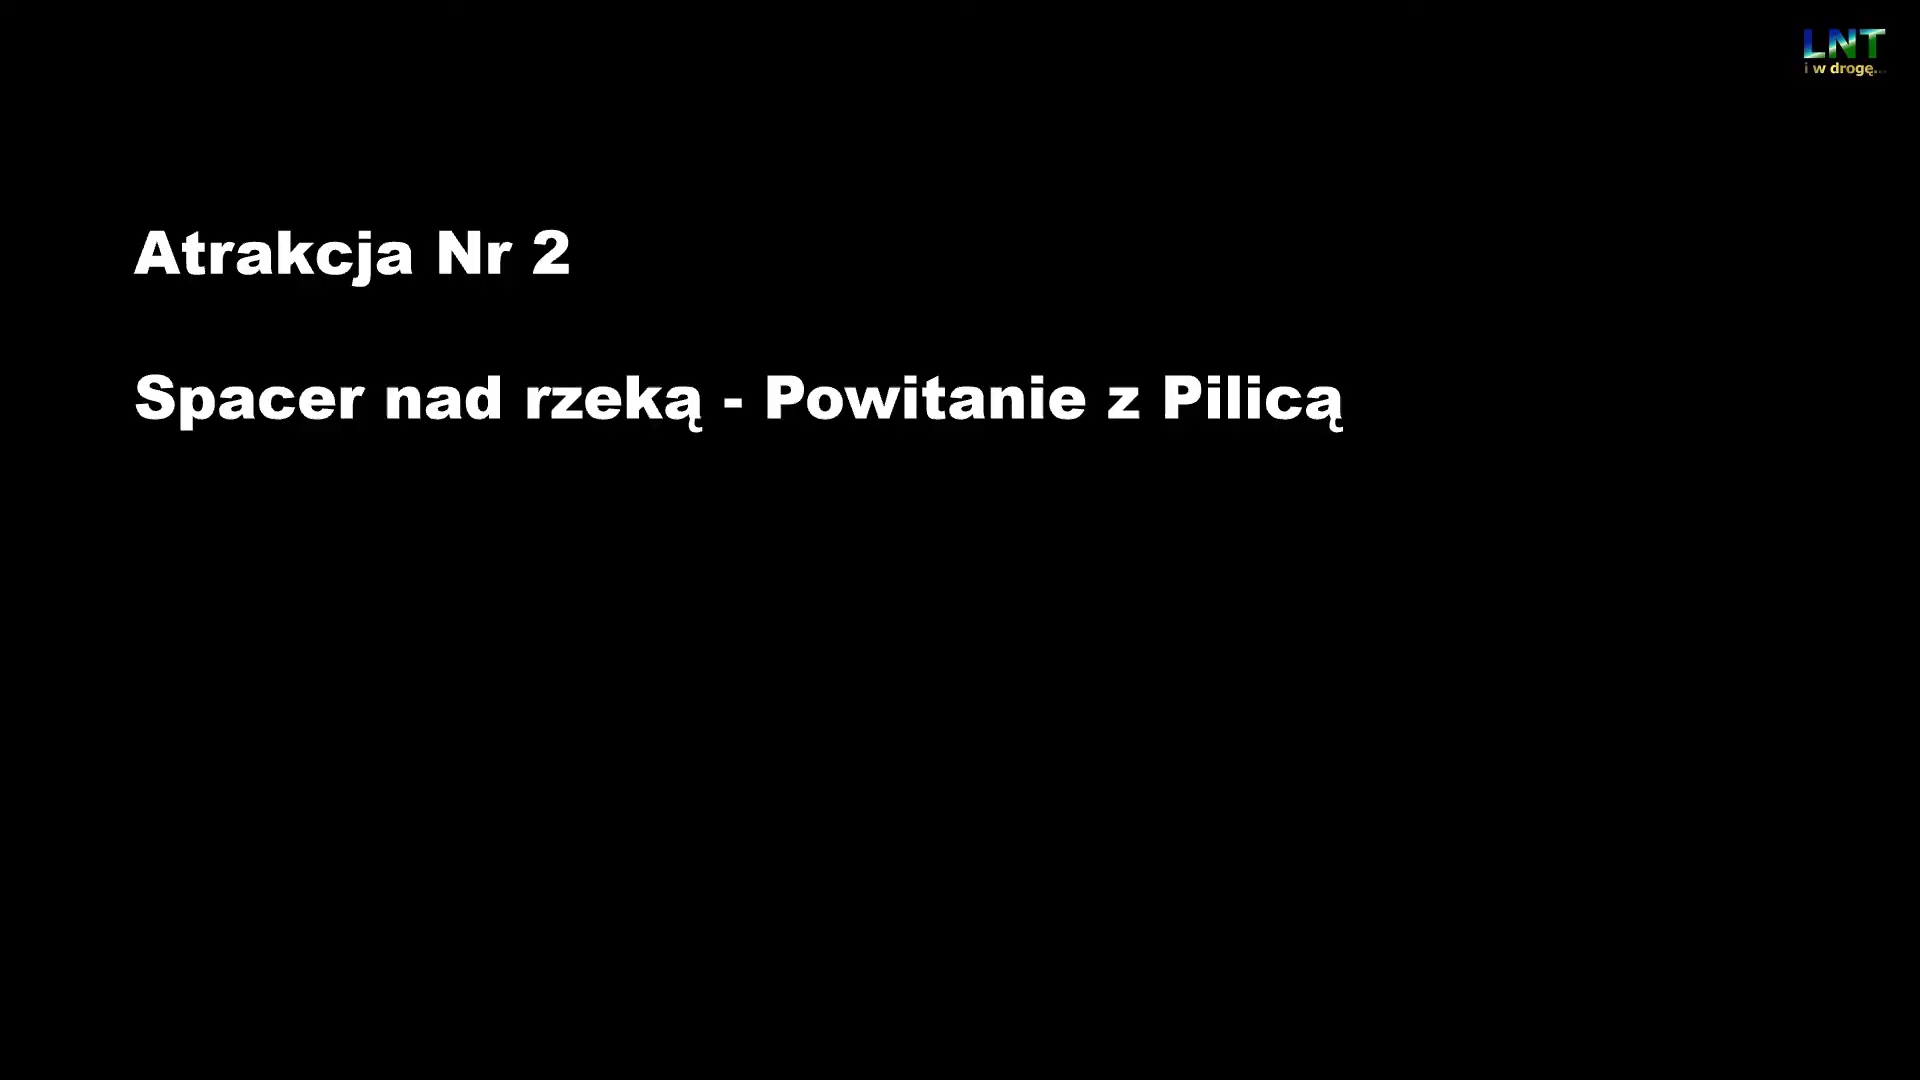 LNT
i w drogę...
Atrakcja Nr 2
Spacer nad rzeką - Powitanie z Pilicą